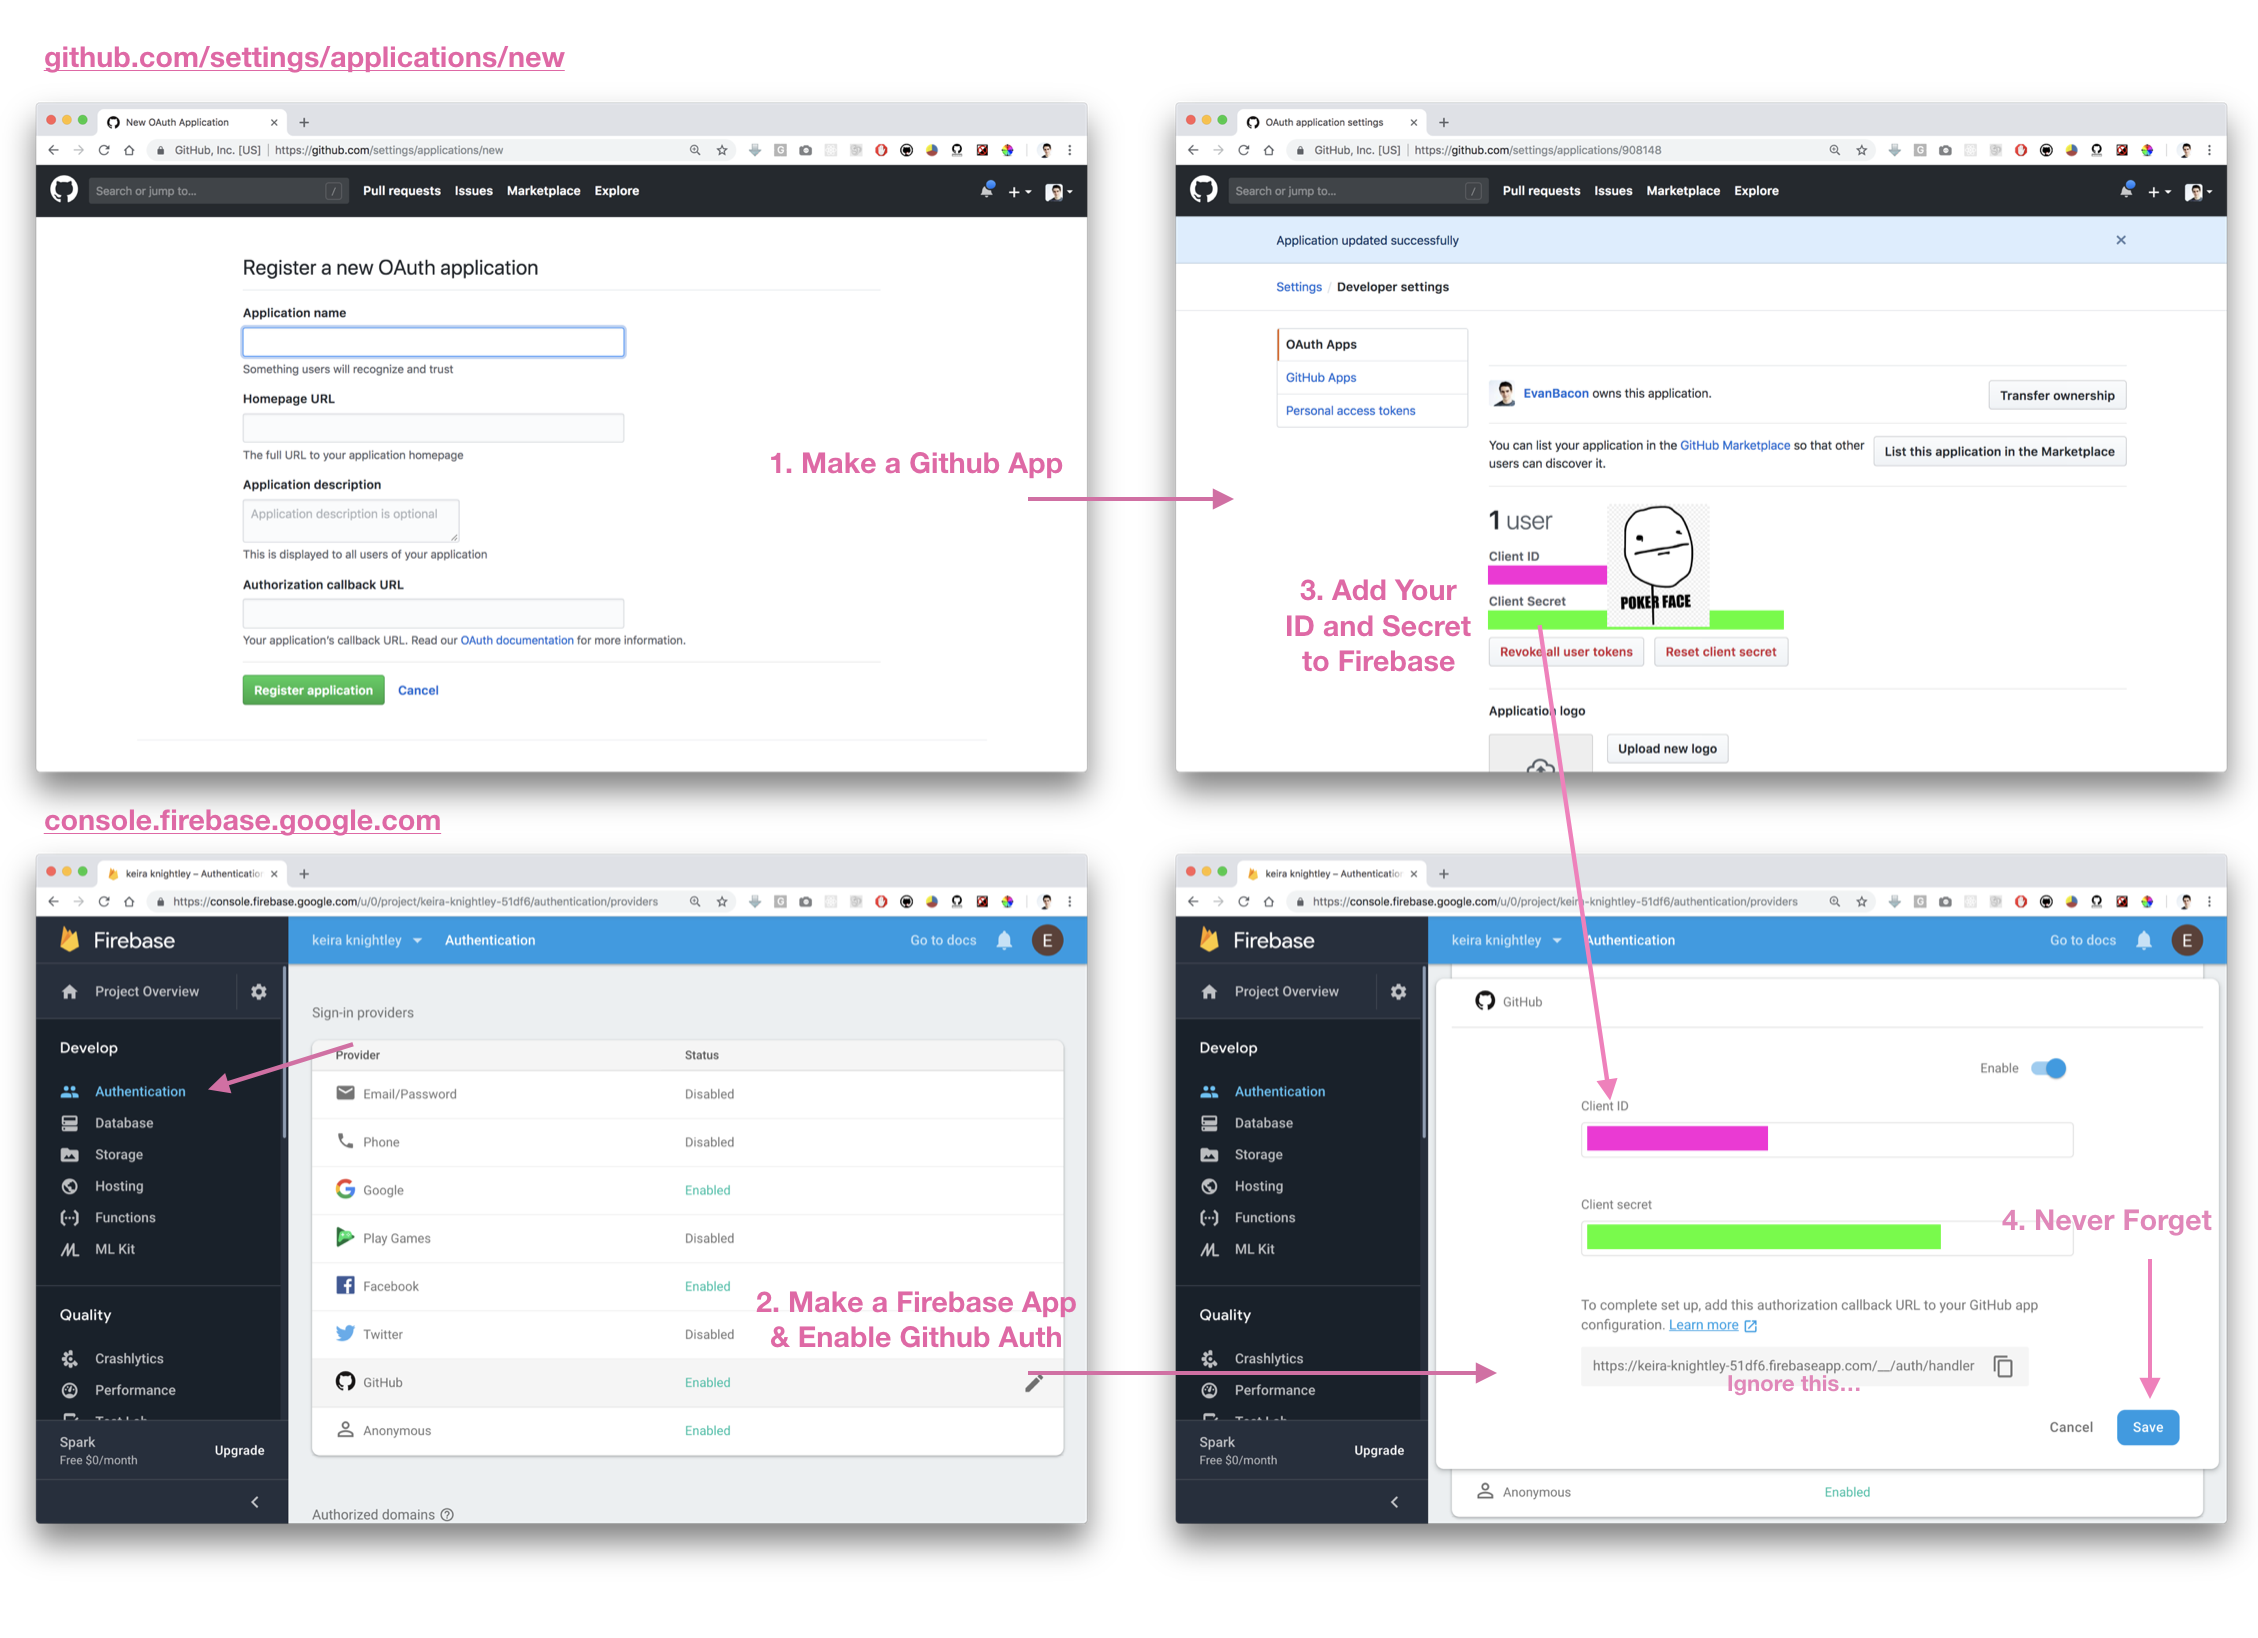 github.com/settings/applications/new
New OAuth Application
GitHub, Inc. [US] | https://github.com/settings/applications/new
Search or jump to... /
Pull requests Issues Marketplace Explore
Register a new OAuth application
Application name
Something users will recognize and trust
Homepage URL
The full URL to your application homepage
Application description
Application description is optional
This is displayed to all users of your application
Authorization callback URL
Your application's callback URL. Read our OAuth documentation for more information.
Register application Cancel
1. Make a Github App
OAuth application settings
GitHub, Inc. [US] | https://github.com/settings/applications/908148
Search or jump to... /
Pull requests Issues Marketplace Explore
Application updated successfully
Settings / Developer settings
OAuth Apps
GitHub Apps
Personal access tokens
EvanBacon owns this application.
Transfer ownership
You can list your application in the GitHub Marketplace so that other
users can discover it.
List this application in the Marketplace
1 user
Client ID
Client Secret
POKER FACE
Revoke all user tokens Reset client secret
Application logo
Upload new logo
3. Add Your
ID and Secret
to Firebase
console.firebase.google.com
keira knightley – Authentication
https://console.firebase.google.com/u/0/project/keira-knightley-51df6/authentication/providers
Firebase
keira knightley Authentication Go to docs E
Project Overview
Develop
Authentication
Database
Storage
Hosting
Functions
ML Kit
Quality
Crashlytics
Performance
Test Lab
Spark
Free $0/month
Upgrade
Sign-in providers
Provider Status
Email/Password Disabled
Phone Disabled
Google Enabled
Play Games Disabled
Facebook Enabled
Twitter Disabled
GitHub Enabled
Anonymous Enabled
Authorized domains
2. Make a Firebase App
& Enable Github Auth
keira knightley – Authentication
https://console.firebase.google.com/u/0/project/keira-knightley-51df6/authentication/providers
Firebase
keira knightley Authentication Go to docs E
Project Overview
Develop
Authentication
Database
Storage
Hosting
Functions
ML Kit
Quality
Crashlytics
Performance
Test Lab
Spark
Free $0/month
Upgrade
GitHub
Enable
Client ID
Client secret
4. Never Forget
To complete set up, add this authorization callback URL to your GitHub app
configuration. Learn more
https://keira-knightley-51df6.firebaseapp.com/__/auth/handler
Ignore this...
Cancel Save
Anonymous Enabled